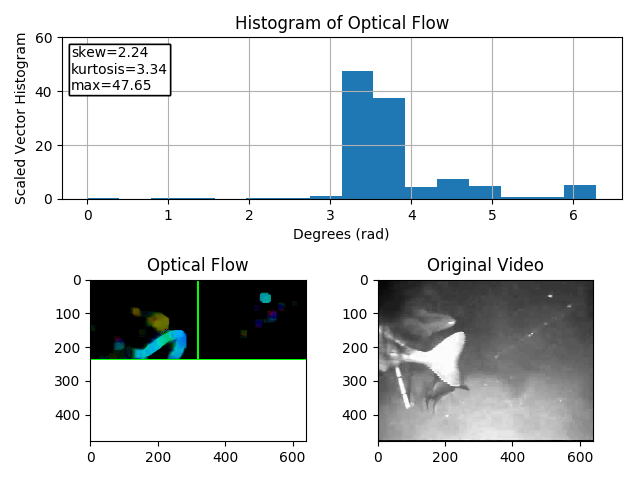 Histogram of Optical Flow
skew=2.24
kurtosis=3.34
max=47.65
Scaled Vector Histogram
60
40
20
0
0 1 2 3 4 5 6
Degrees (rad)
Optical Flow
0
100
200
300
400
0 200 400 600
Original Video
0
100
200
300
400
0 200 400 600